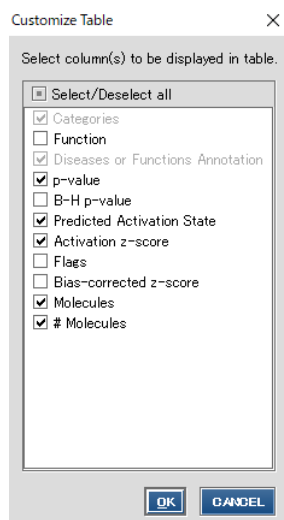 Customize Table
Select column(s) to be displayed in table.
Select/Deselect all
Categories
Function
Diseases or Functions Annotation
p-value
B-H p-value
Predicted Activation State
Activation z-score
Flags
Bias-corrected z-score
Molecules
# Molecules
OK
CANCEL